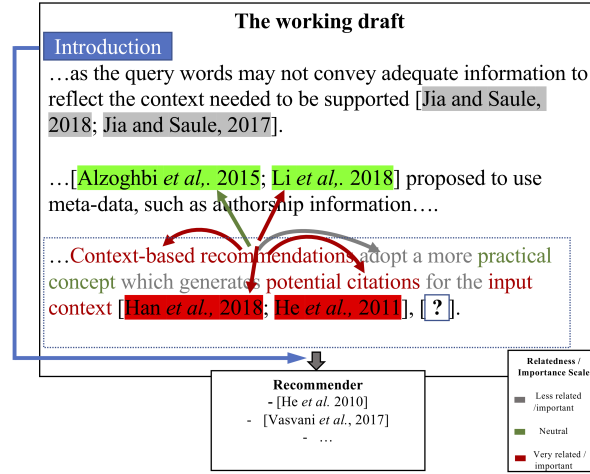 The working draft
Introduction
…as the query words may not convey adequate information to
reflect the context needed to be supported [Jia and Saule,
2018; Jia and Saule, 2017].
…[Alzoghbi et al,. 2015; Li et al,. 2018] proposed to use
meta-data, such as authorship information….
…Context-based recommendations adopt a more practical
concept which generates potential citations for the input
context [Han et al., 2018; He et al., 2011], [ ? ].
Recommender
- [He et al. 2010]
- [Vasvani et al., 2017]
- …
Relatedness /
Importance Scale
Less related
/important
Neutral
Very related /
important